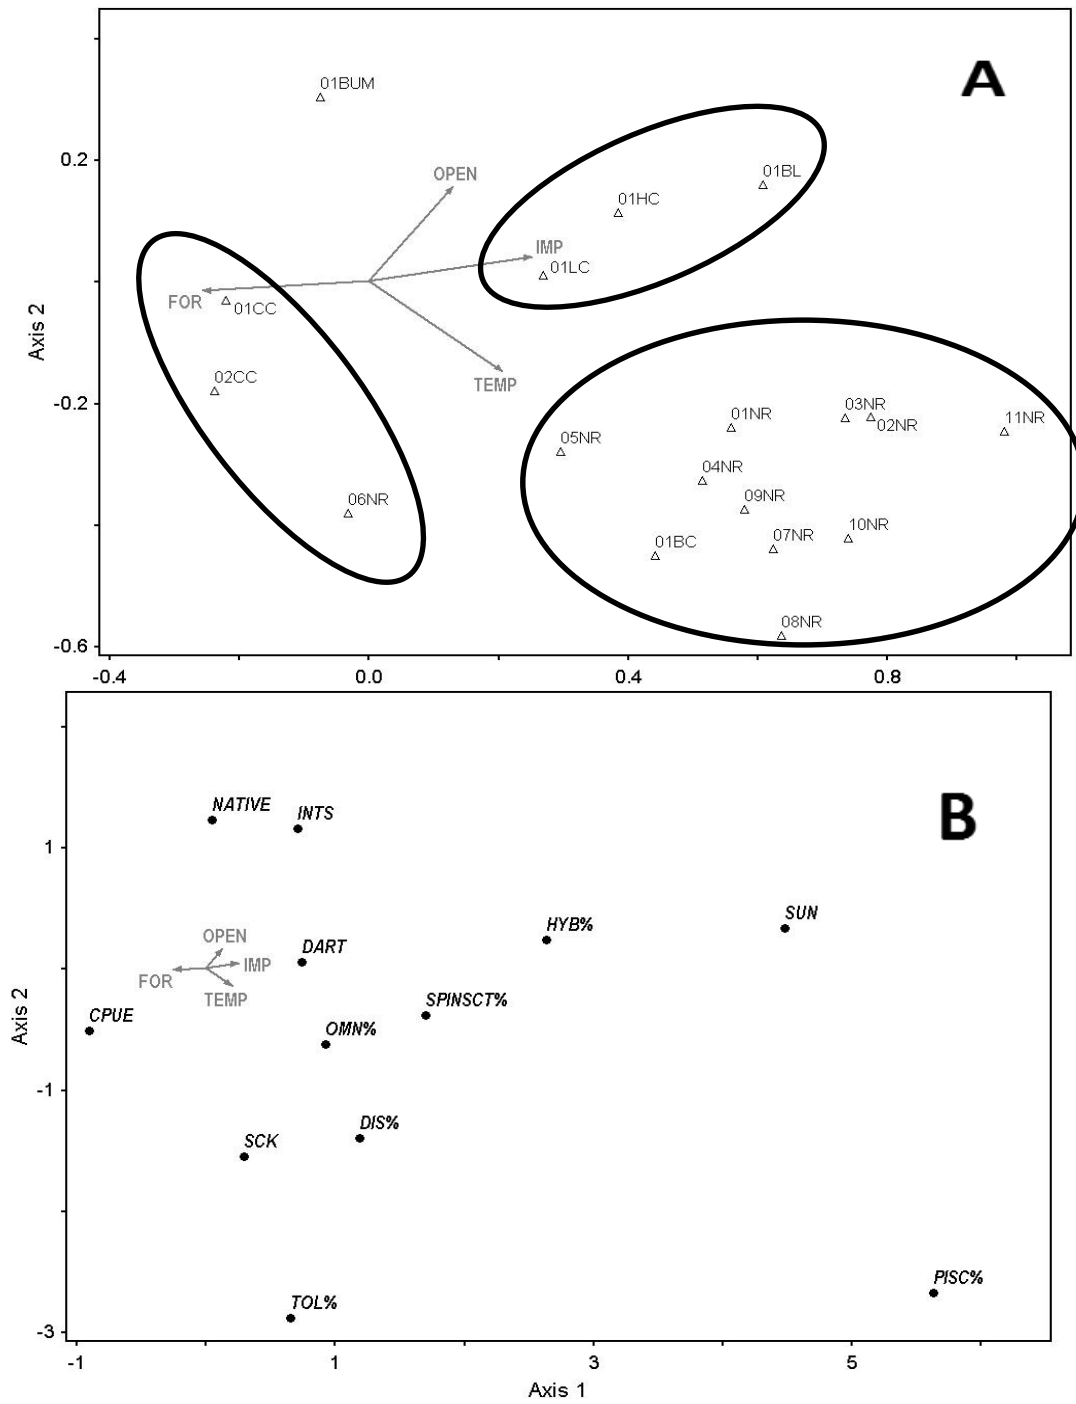 A
01BUM
0.2
OPEN
01BL
01HC
IMP
01LC
FOR
01CC
Axis 2
02CC
TEMP
-0.2
03NR
01NR
02NR
11NR
05NR
04NR
09NR
06NR
10NR
07NR
01BC
08NR
-0.6
-0.4 0.0 0.4 0.8
B
NATIVE
INTS
1
SUN
HYB%
OPEN
DART
IMP
FOR
TEMP
SPINSCT%
CPUE
Axis 2
OMN%
-1
DIS%
SCK
PISC%
TOL%
-3
-1 1 3 5
Axis 1